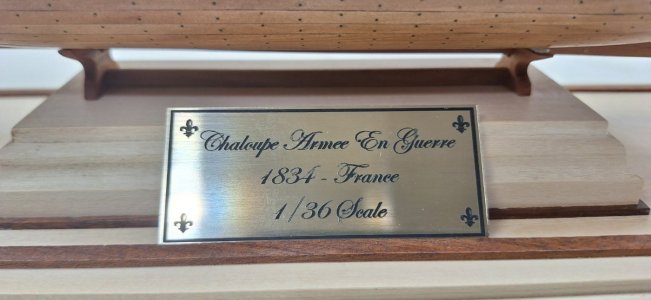 Chaloupe Armee En Guerre
1834 - France
1/36 Scale